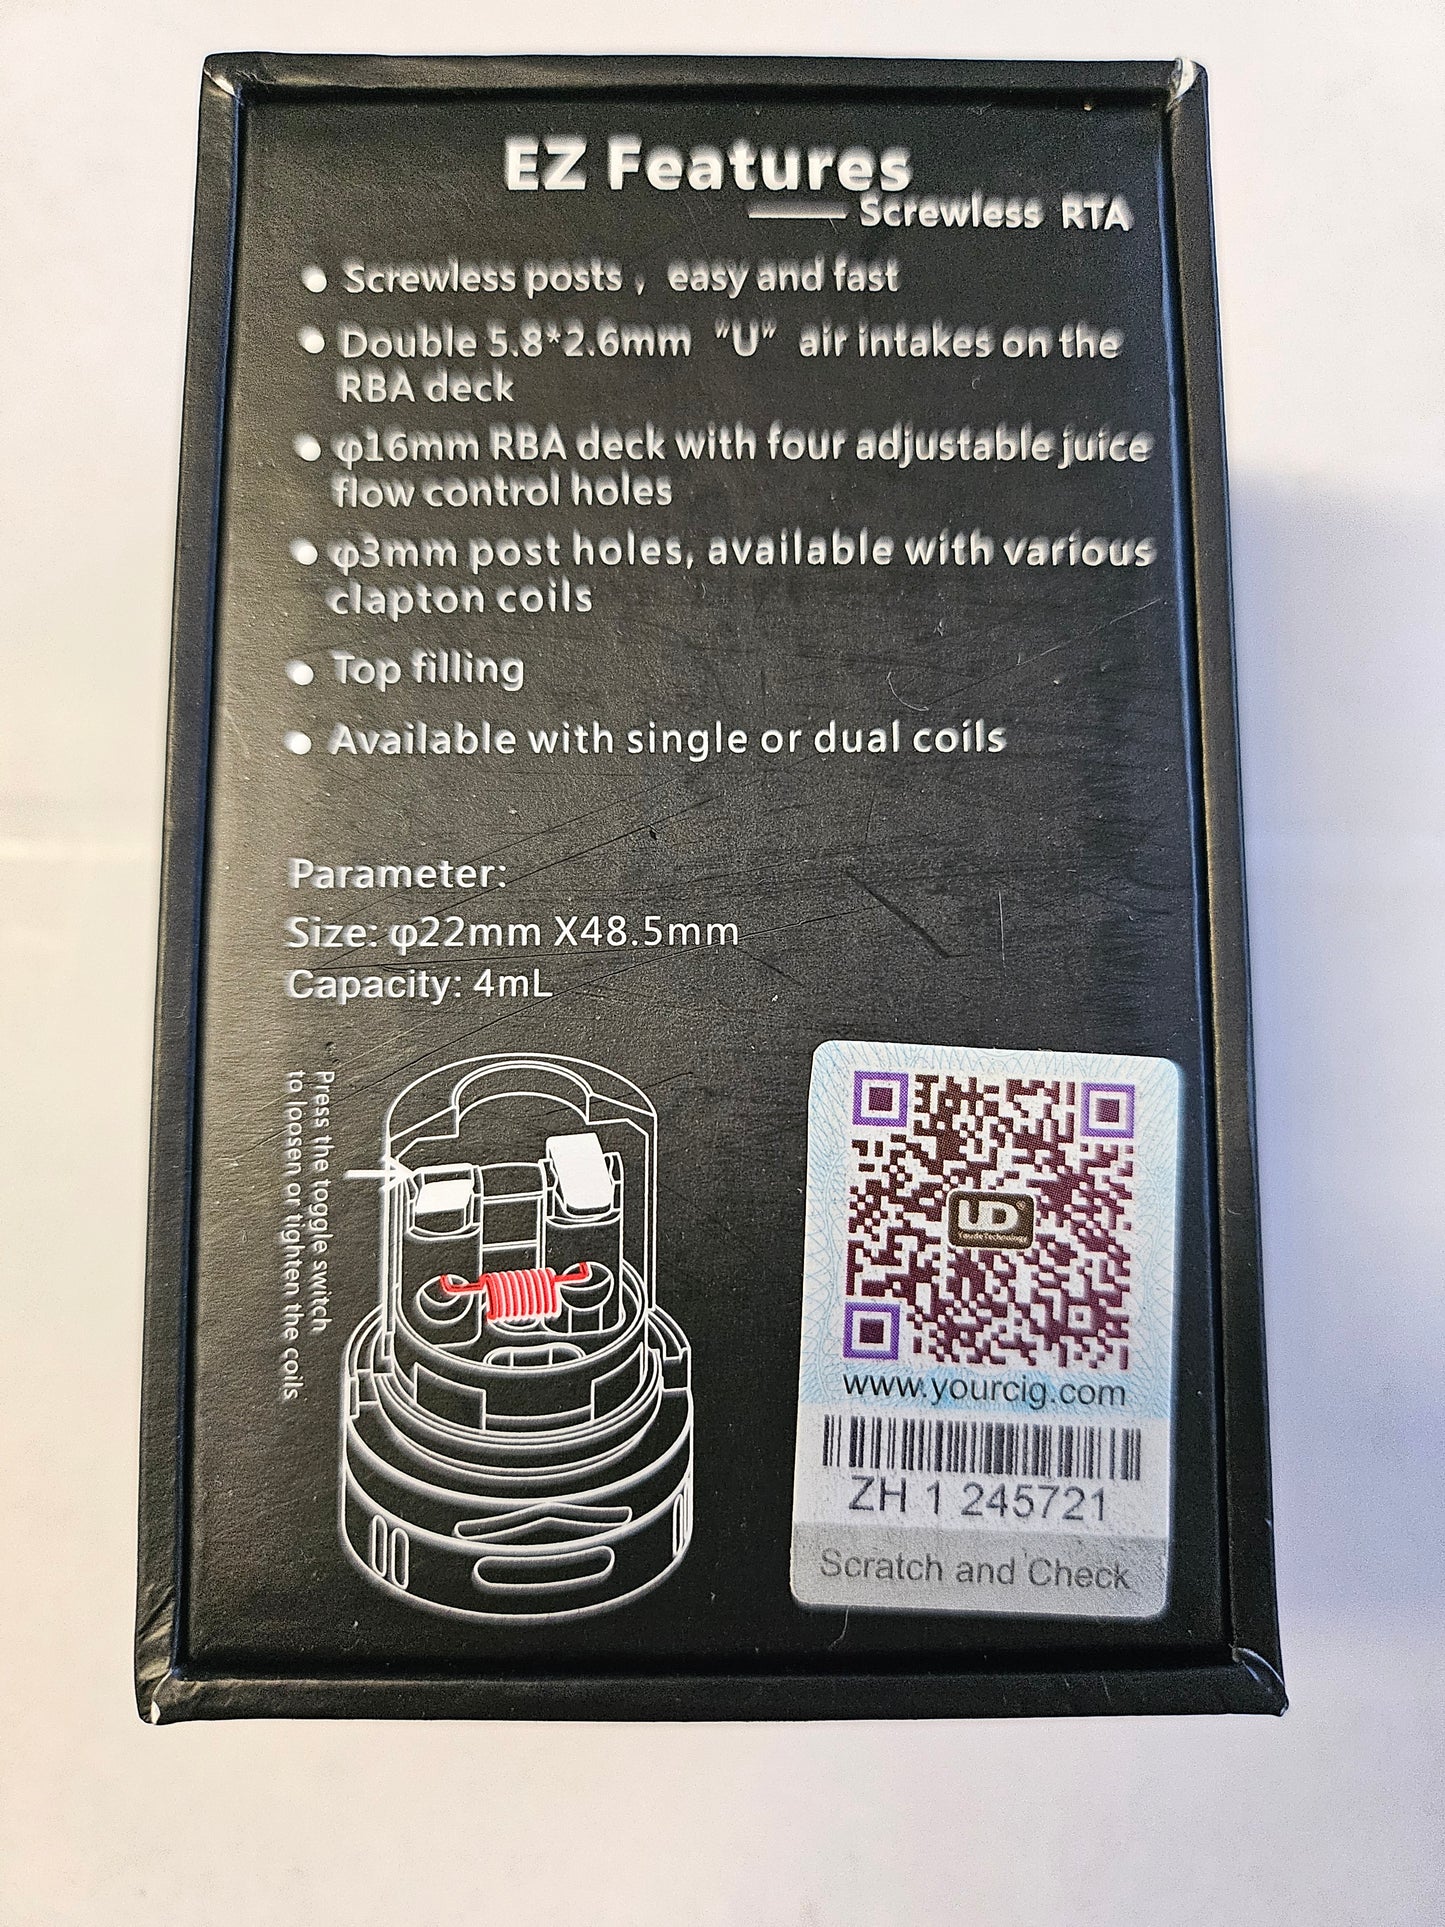 EZ Features
Screwless RTA
Screwless posts, easy and fast
Double 5.8*2.6mm "U" air intakes on the
RBA deck
φ16mm RBA deck with four adjustable juice
flow control holes
φ3mm post holes, available with various
clapton coils
Top filling
Available with single or dual coils
Parameter:
Size: φ22mm X48.5mm
Capacity: 4mL
Press the toggle switch
to loosen or tighten the coils
UD
Youde Technology
www.yourcig.com
ZH 1 245721
Scratch and Check